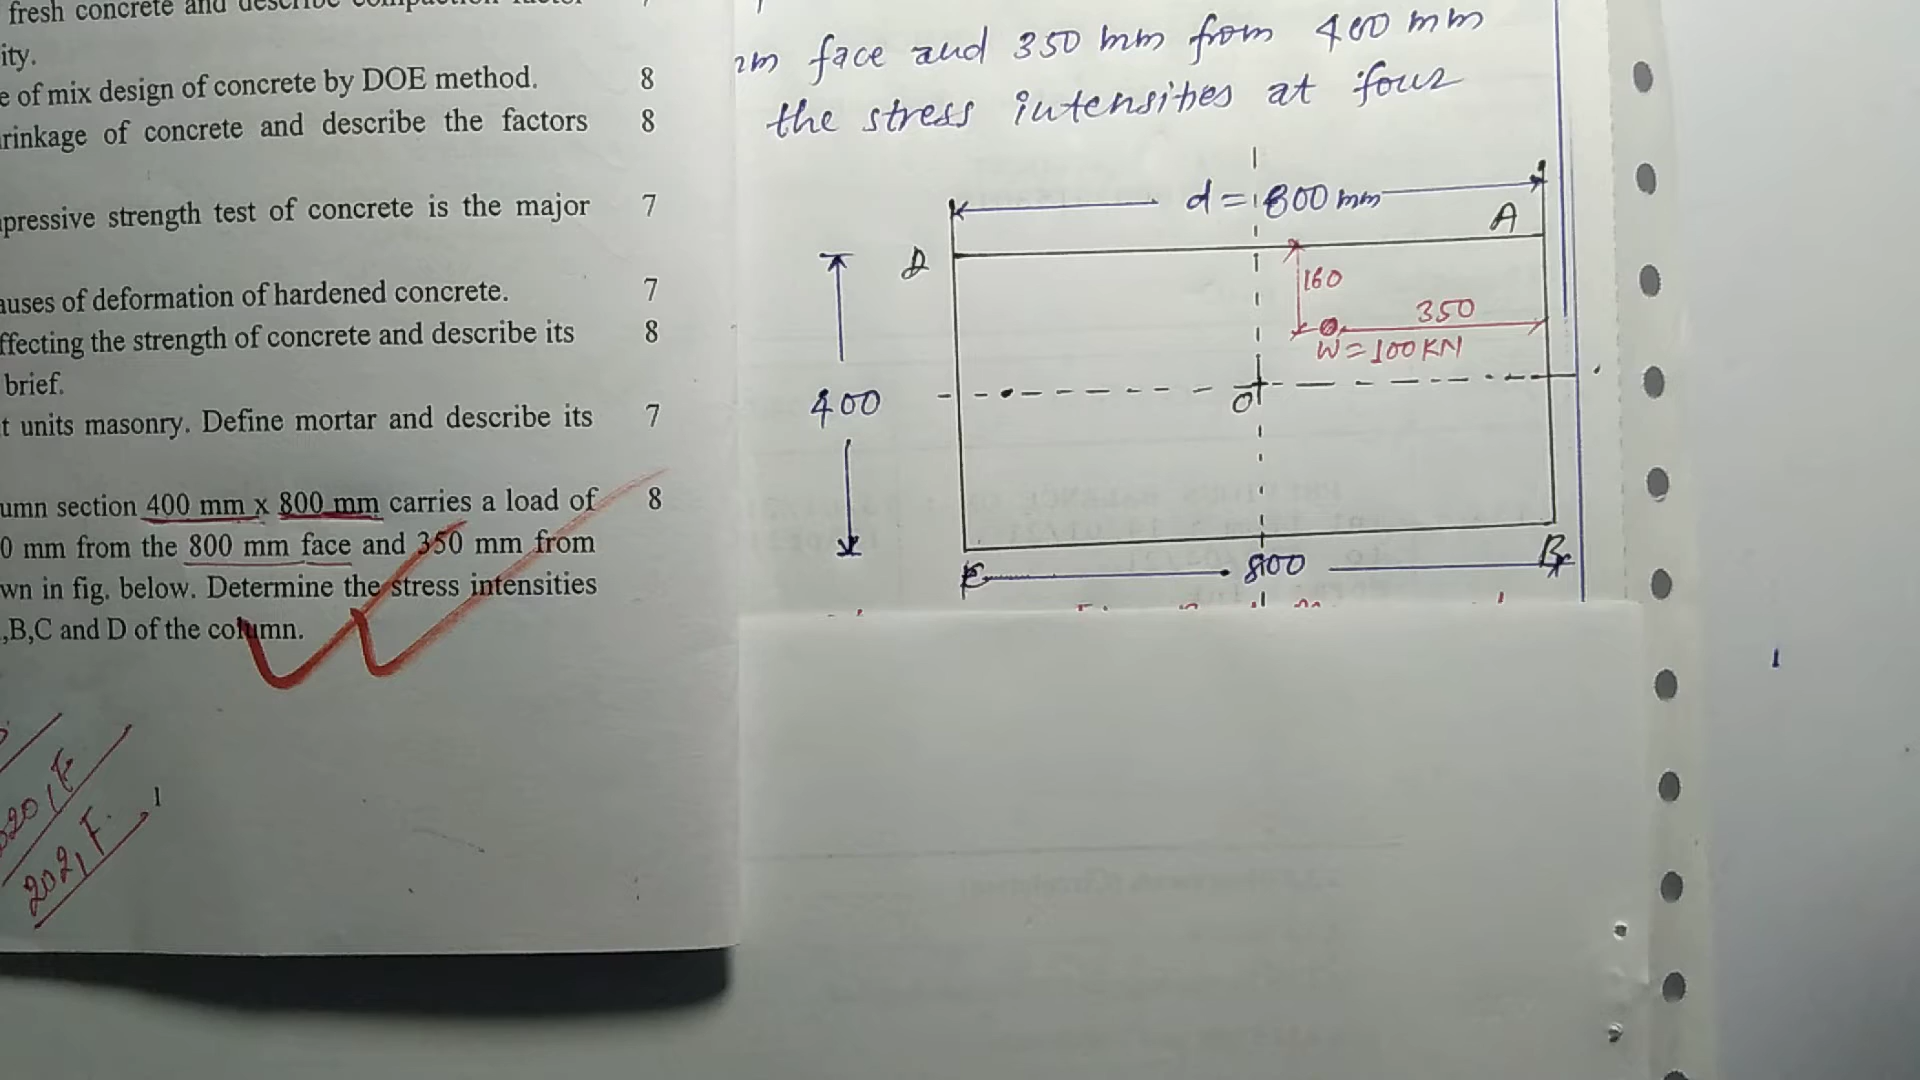 fresh concrete and describe compaction factor
ity.
e of mix design of concrete by DOE method. 8
rinkage of concrete and describe the factors 8
pressive strength test of concrete is the major 7
auses of deformation of hardened concrete. 7
ffecting the strength of concrete and describe its 8
brief.
t units masonry. Define mortar and describe its 7
umn section 400 mm x 800 mm carries a load of 8
0 mm from the 800 mm face and 350 mm from
wn in fig. below. Determine the stress intensities
,B,C and D of the column.
2021 F.
mm face and 350 mm from 400 mm
the stress intensities at four
d = 800 mm
A
D
160
350
W = 100 KN
400
O
800
B